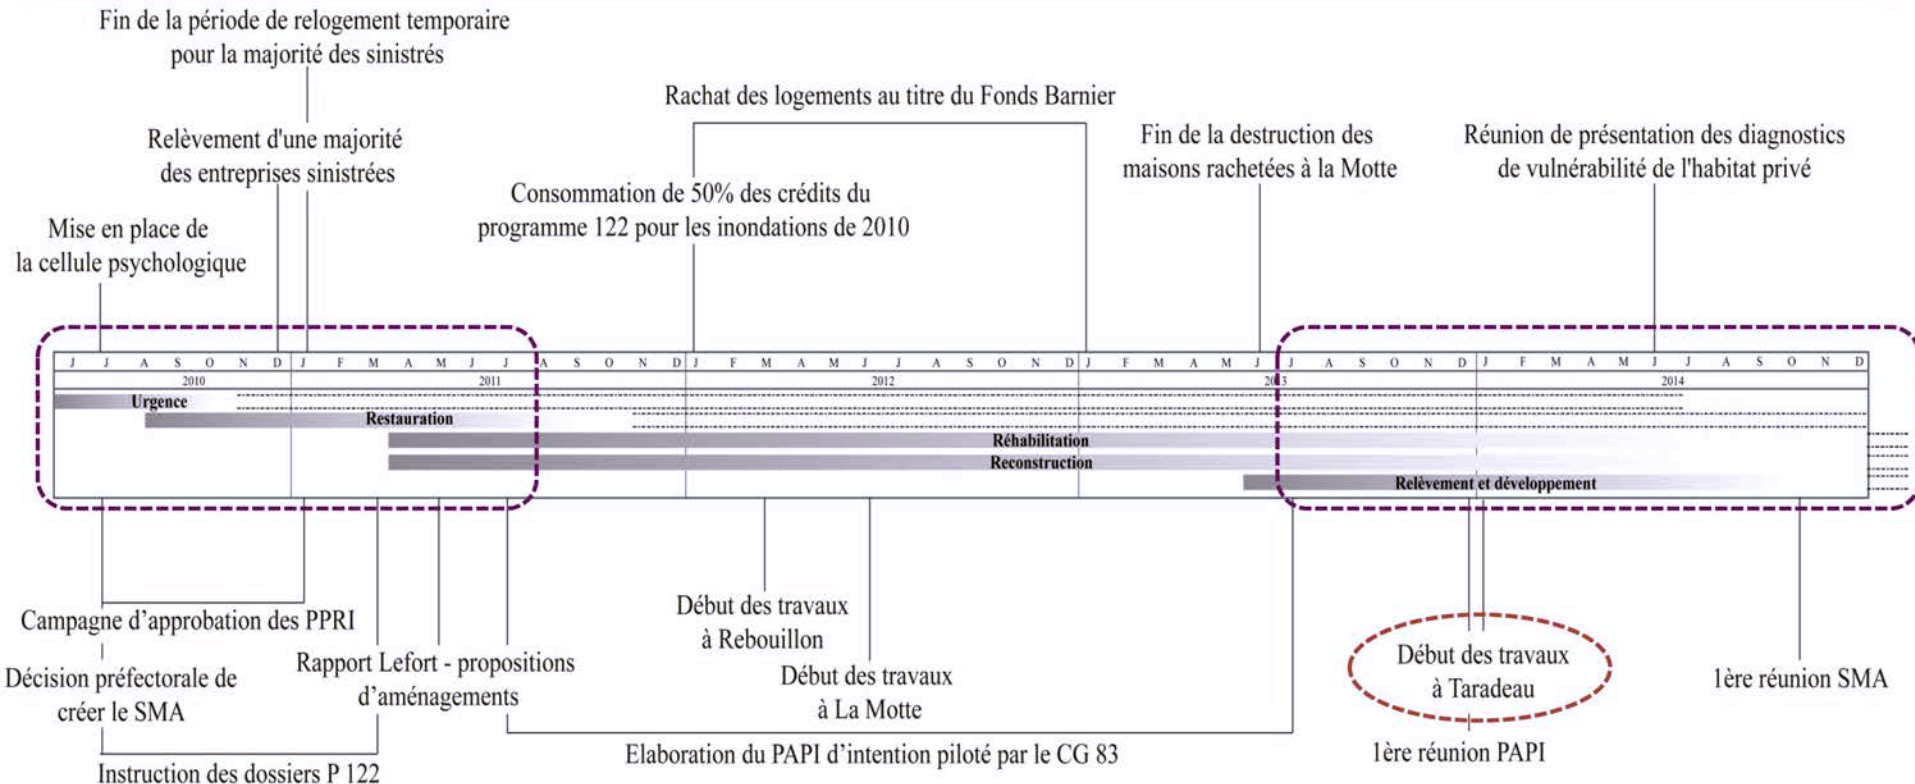 Fin de la période de relogement temporaire
pour la majorité des sinistrés
Relèvement d'une majorité
des entreprises sinistrées
Mise en place de
la cellule psychologique
Rachat des logements au titre du Fonds Barnier
Consommation de 50% des crédits du
programme 122 pour les inondations de 2010
Fin de la destruction des
maisons rachetées à la Motte
Réunion de présentation des diagnostics
de vulnérabilité de l'habitat privé
J J A S O N D J F M A M J J A S O N D J F M A M J J A S O N D J F M A M J J A S O N D J F M A M J J A S O N D
2010 2011 2012 2013 2014
Urgence
Restauration
Réhabilitation
Reconstruction
Relèvement et développement
Campagne d’approbation des PPRI
Décision préfectorale de
créer le SMA
Instruction des dossiers P 122
Rapport Lefort - propositions
d’aménagements
Début des travaux
à Rebouillon
Début des travaux
à La Motte
Elaboration du PAPI d’intention piloté par le CG 83
Début des travaux
à Taradeau
1ère réunion PAPI
1ère réunion SMA